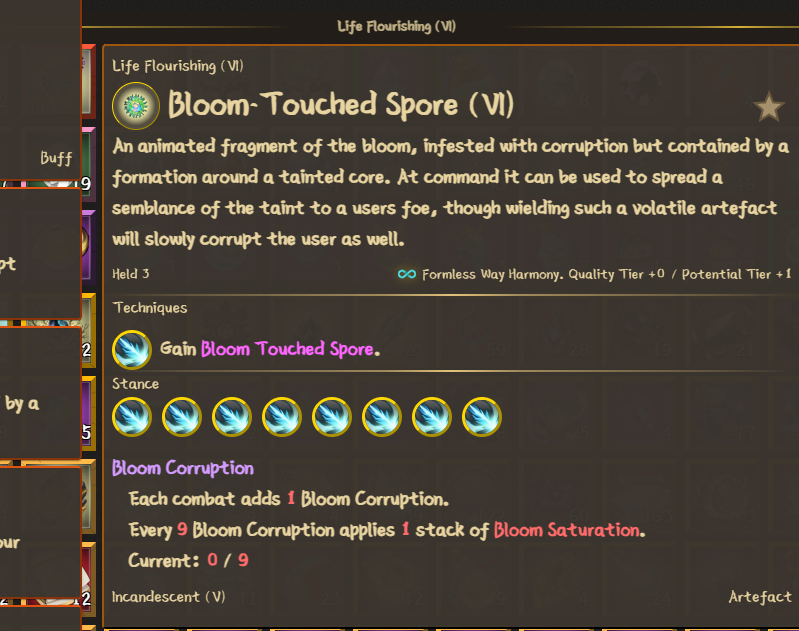 Life Flourishing (VI)
Life Flourishing (VI)
Bloom-Touched Spore (VI)
Buff
9
An animated fragment of the bloom, infested with corruption but contained by a
formation around a tainted core. At command it can be used to spread a
semblance of the taint to a users foe, though wielding such a volatile artefact
will slowly corrupt the user as well.
pt
Held 3
∞ Formless Way Harmony. Quality Tier +0 / Potential Tier +1
Techniques
2
Gain Bloom Touched Spore.
Stance
by a
5
Bloom Corruption
Each combat adds 1 Bloom Corruption.
Every 9 Bloom Corruption applies 1 stack of Bloom Saturation.
our
Current: 0 / 9
Incandescent (V)
Artefact
2